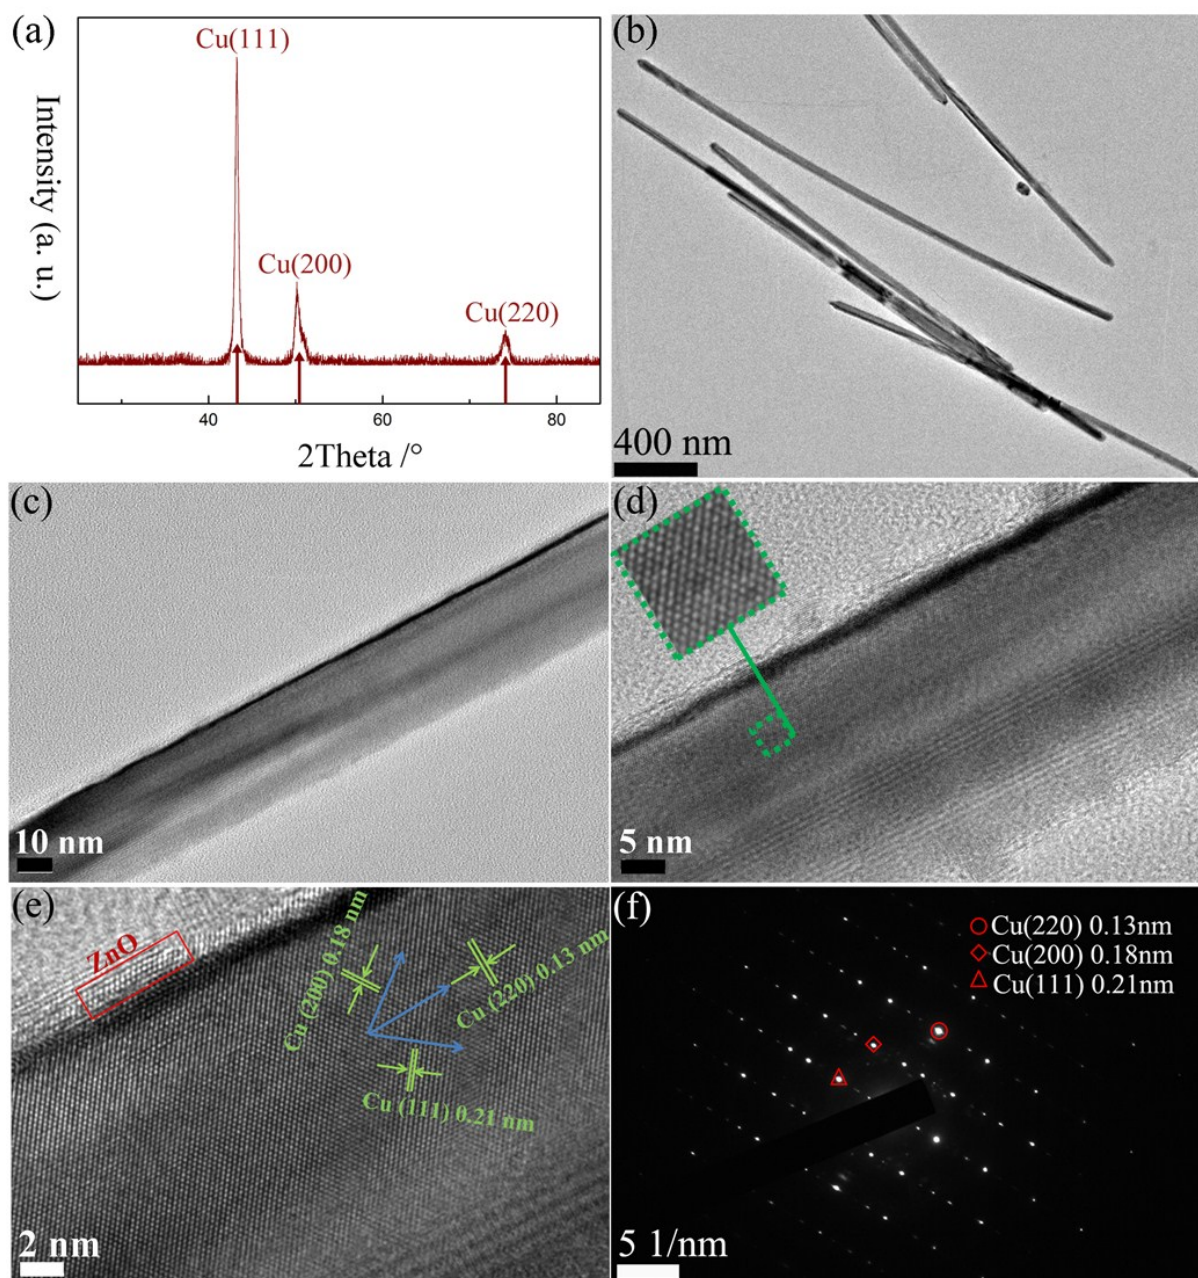 (a)
Cu(111)
Cu(200)
Cu(220)
Intensity (a. u.)
40
60
80
2Theta /°
(b)
400 nm
(c)
10 nm
(d)
5 nm
(e)
ZnO
Cu (200) 0.18 nm
Cu (220) 0.13 nm
Cu (111) 0.21 nm
2 nm
(f)
Cu(220) 0.13nm
Cu(200) 0.18nm
Cu(111) 0.21nm
5 1/nm